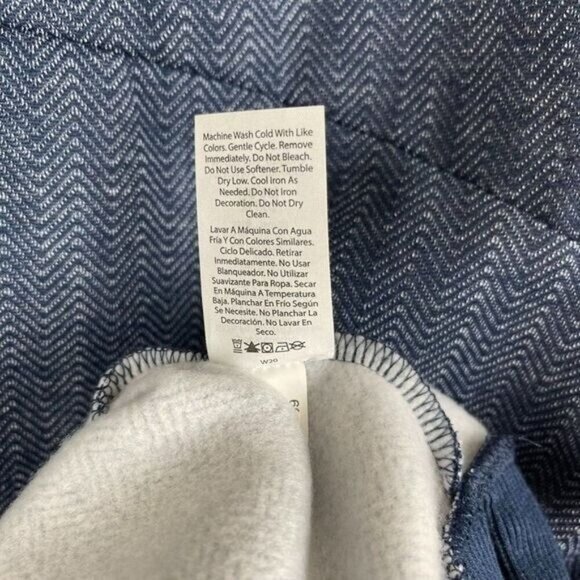 Machine Wash Cold With Like
Colors. Gentle Cycle. Remove
Immediately. Do Not Bleach.
Do Not Use Softener. Tumble
Dry Low. Cool Iron As
Needed. Do Not Iron
Decoration. Do Not Dry
Clean.
Lavar A Máquina Con Agua
Fría Y Con Colores Similares.
Ciclo Delicado. Retirar
Inmediatamente. No Usar
Blanqueador. No Utilizar
Suavizante Para Ropa. Secar
En Máquina A Temperatura
Baja. Planchar En Frío Según
Se Necesite. No Planchar La
Decoración. No Lavar En
Seco.
W20